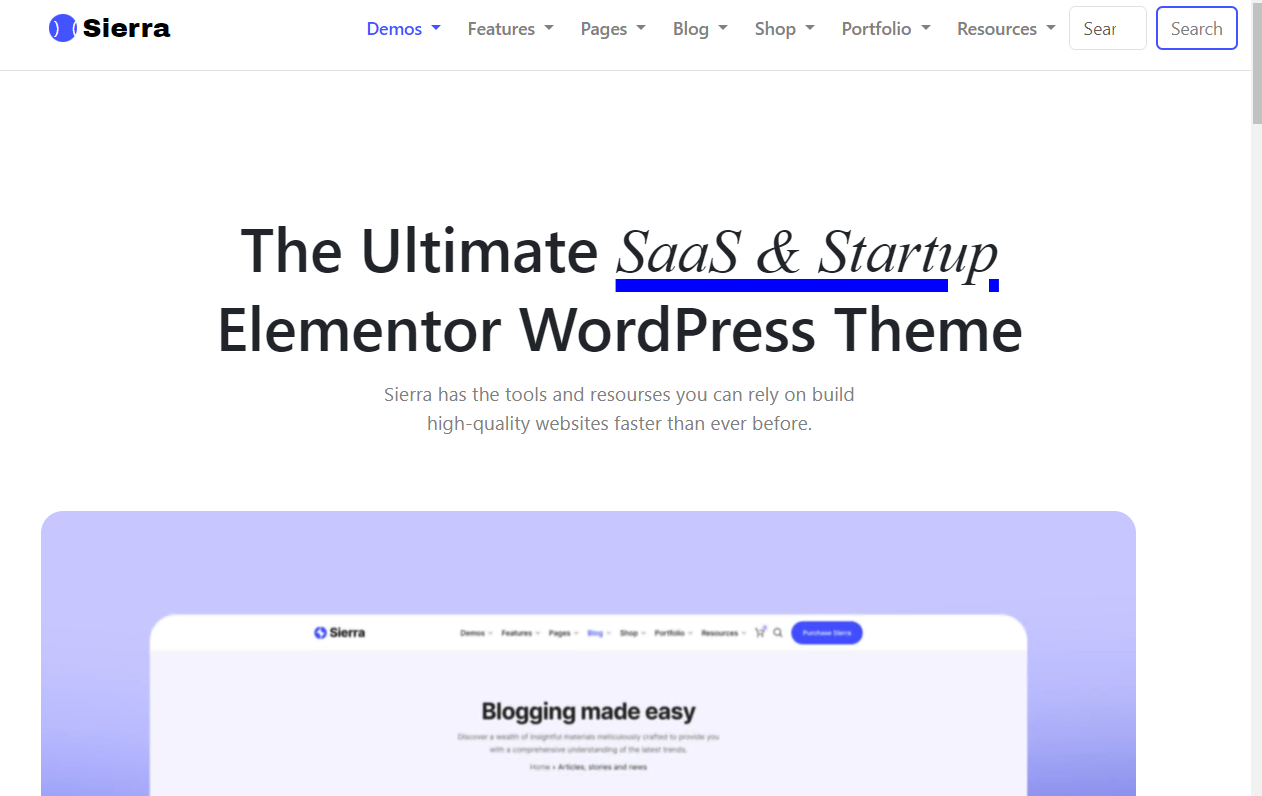 Sierra
Demos Features Pages Blog Shop Portfolio Resources Sear Search
The Ultimate SaaS & Startup
Elementor WordPress Theme
Sierra has the tools and resourses you can rely on build
high-quality websites faster than ever before.
Sierra
Demos Features Pages Blog Shop Portfolio Resources Purchase Sierra
Blogging made easy
Discover a wealth of insightful materials meticulously crafted to provide you
with a comprehensive understanding of the latest trends.
Home • Articles, stories and news